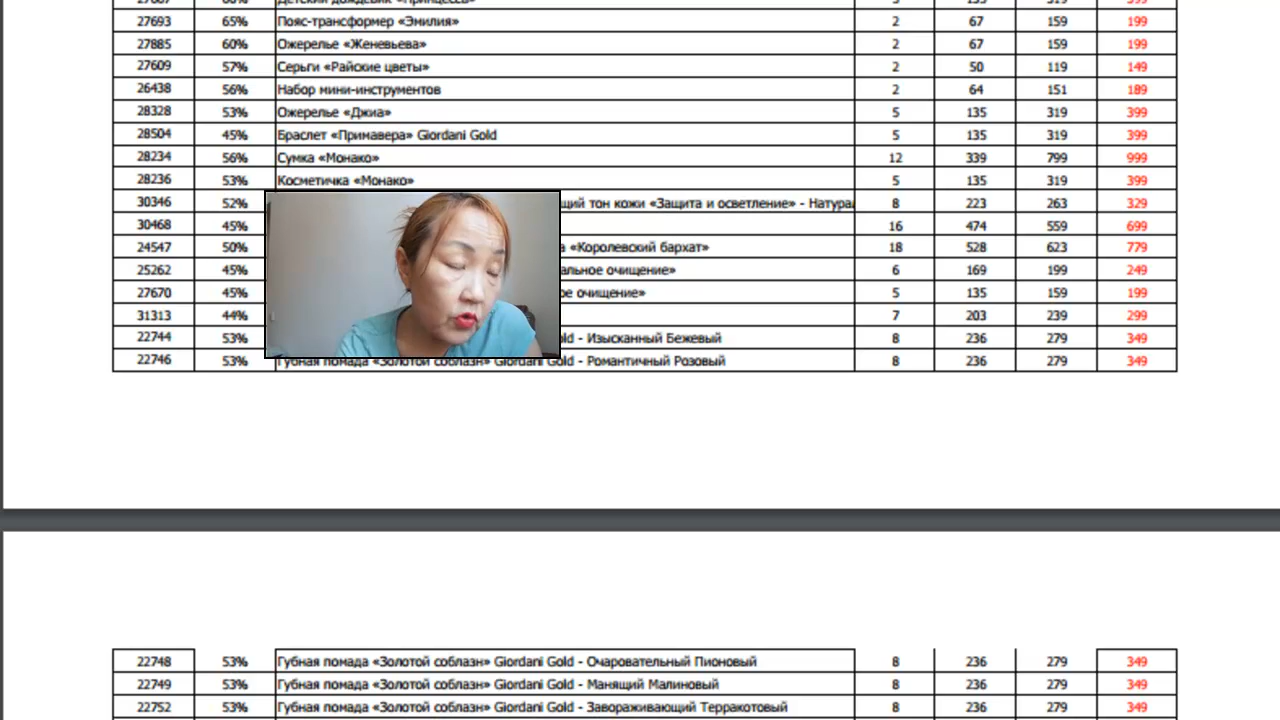 27693 65% Пояс-трансформер «Эмилия» 2 67 159 199
27885 60% Ожерелье «Женевьева» 2 67 159 199
27609 57% Серьги «Райские цветы» 2 50 119 149
26438 56% Набор мини-инструментов 2 64 151 189
28328 53% Ожерелье «Джиа» 5 135 319 399
28504 45% Браслет «Примавера» Giordani Gold 5 135 319 399
28234 56% Сумка «Монако» 12 339 799 999
28236 53% Косметичка «Монако» 5 135 319 399
30346 52% щий тон кожи «Защита и осветление» - Натура 8 223 263 329
30468 45% 16 474 559 699
24547 50% а «Королевский бархат» 18 528 623 779
25262 45% альное очищение» 6 169 199 249
27670 45% ое очищение» 5 135 159 199
31313 44% 7 203 239 299
22744 53% ld - Изысканный Бежевый 8 236 279 349
22746 53% Губная помада «Золотой соблазн» Giordani Gold - Романтичный Розовый 8 236 279 349
22748 53% Губная помада «Золотой соблазн» Giordani Gold - Очаровательный Пионовый 8 236 279 349
22749 53% Губная помада «Золотой соблазн» Giordani Gold - Манящий Малиновый 8 236 279 349
22752 53% Губная помада «Золотой соблазн» Giordani Gold - Завораживающий Терракотовый 8 236 279 349